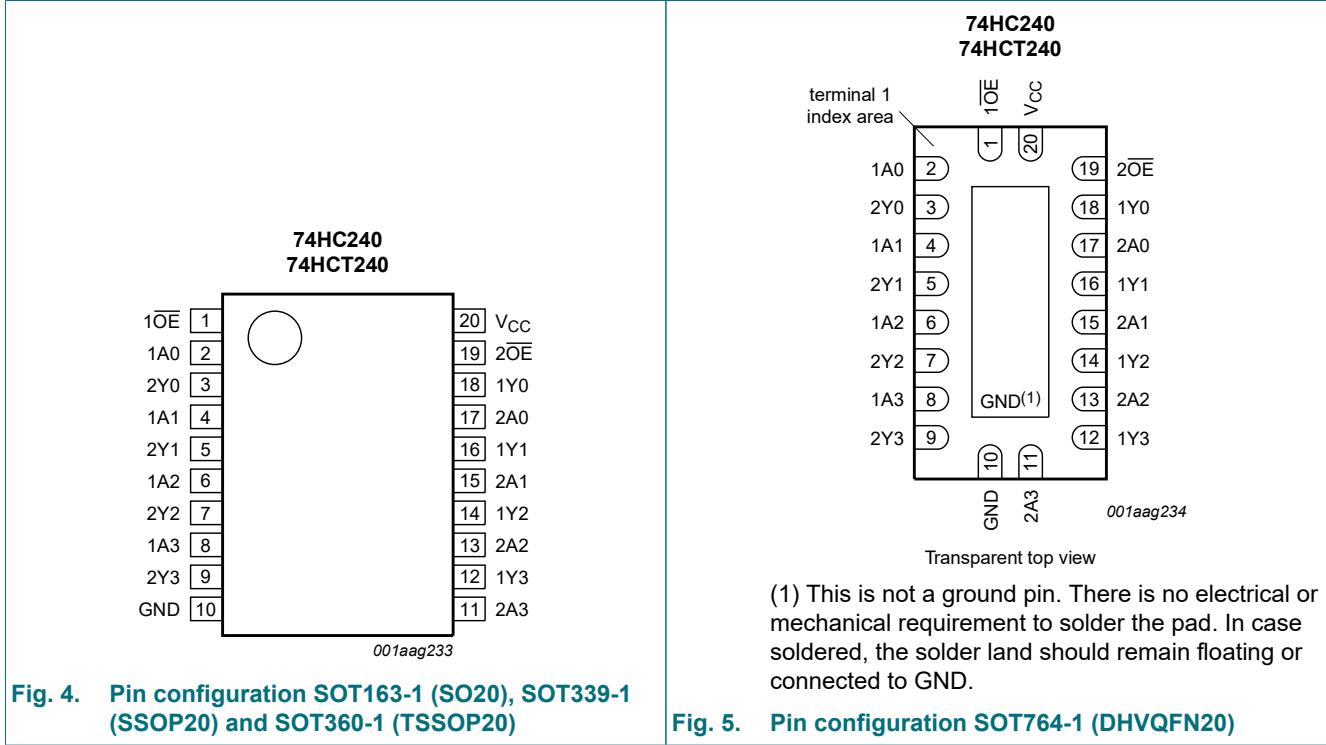 74HC240
74HCT240
1OE 1
1A0 2
2Y0 3
1A1 4
2Y1 5
1A2 6
2Y2 7
1A3 8
2Y3 9
GND 10
20 VCC
19 2OE
18 1Y0
17 2A0
16 1Y1
15 2A1
14 1Y2
13 2A2
12 1Y3
11 2A3
001aag233
Fig. 4. Pin configuration SOT163-1 (SO20), SOT339-1
(SSOP20) and SOT360-1 (TSSOP20)
74HC240
74HCT240
terminal 1
index area
1OE
VCC
1
20
1A0 2
2Y0 3
1A1 4
2Y1 5
1A2 6
2Y2 7
1A3 8
2Y3 9
19 2OE
18 1Y0
17 2A0
16 1Y1
15 2A1
14 1Y2
13 2A2
12 1Y3
GND(1)
10
11
GND
2A3
001aag234
Transparent top view
(1) This is not a ground pin. There is no electrical or
mechanical requirement to solder the pad. In case
soldered, the solder land should remain floating or
connected to GND.
Fig. 5. Pin configuration SOT764-1 (DHVQFN20)